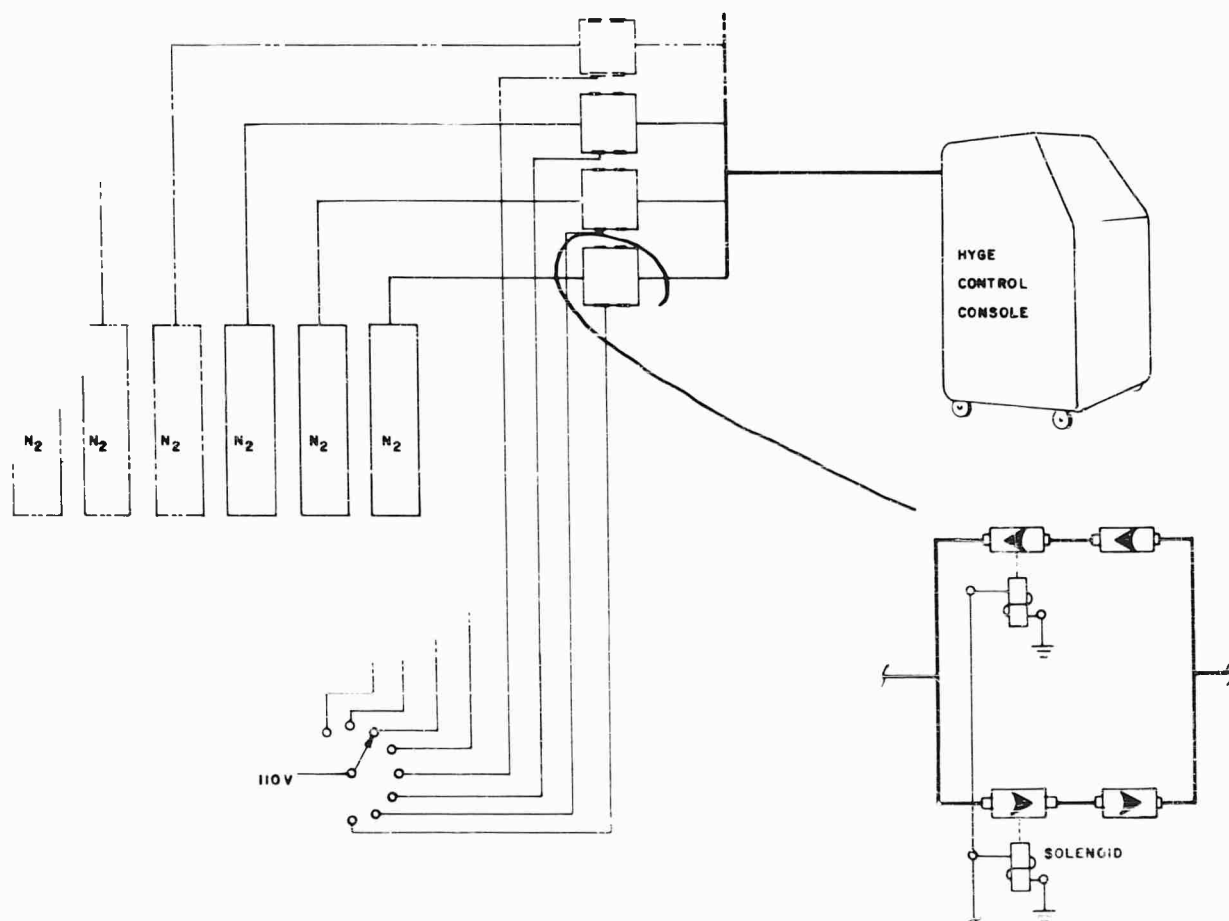 HYGE
CONTROL
CONSOLE
N2 N2 N2 N2 N2 N2
110V
SOLENOID